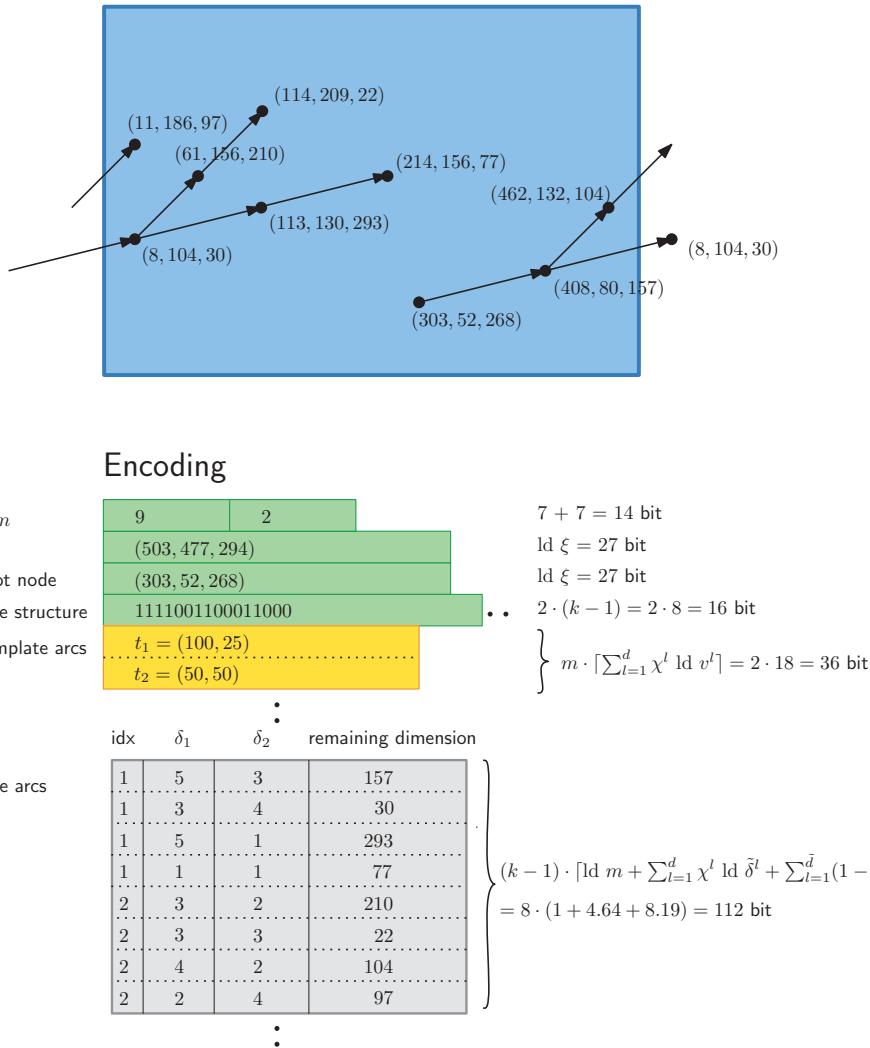 (114, 209, 22)
(11, 186, 97)
(61, 156, 210)
(214, 156, 77)
(462, 132, 104)
(113, 130, 293)
(8, 104, 30)
(8, 104, 30)
(408, 80, 157)
(303, 52, 268)
Encoding
m 9 2 7 + 7 = 14 bit
(503, 477, 294) ld ξ = 27 bit
ot node (303, 52, 268) ld ξ = 27 bit
e structure 1111001100011000 2 · (k − 1) = 2 · 8 = 16 bit
mplate arcs t₁ = (100, 25)
t₂ = (50, 50)
m · ⌈∑ᵈₗ₌₁ χˡ ld vˡ⌉ = 2 · 18 = 36 bit
idx δ₁ δ₂ remaining dimension
e arcs
1 5 3 157
1 3 4 30
1 5 1 293
1 1 1 77
2 3 2 210
2 3 3 22
2 4 2 104
2 2 4 97
(k − 1) · ⌈ld m + ∑ᵈₗ₌₁ χˡ ld δ̃ˡ + ∑ᵈ̄ₗ₌₁(1 −
= 8 · (1 + 4.64 + 8.19) = 112 bit